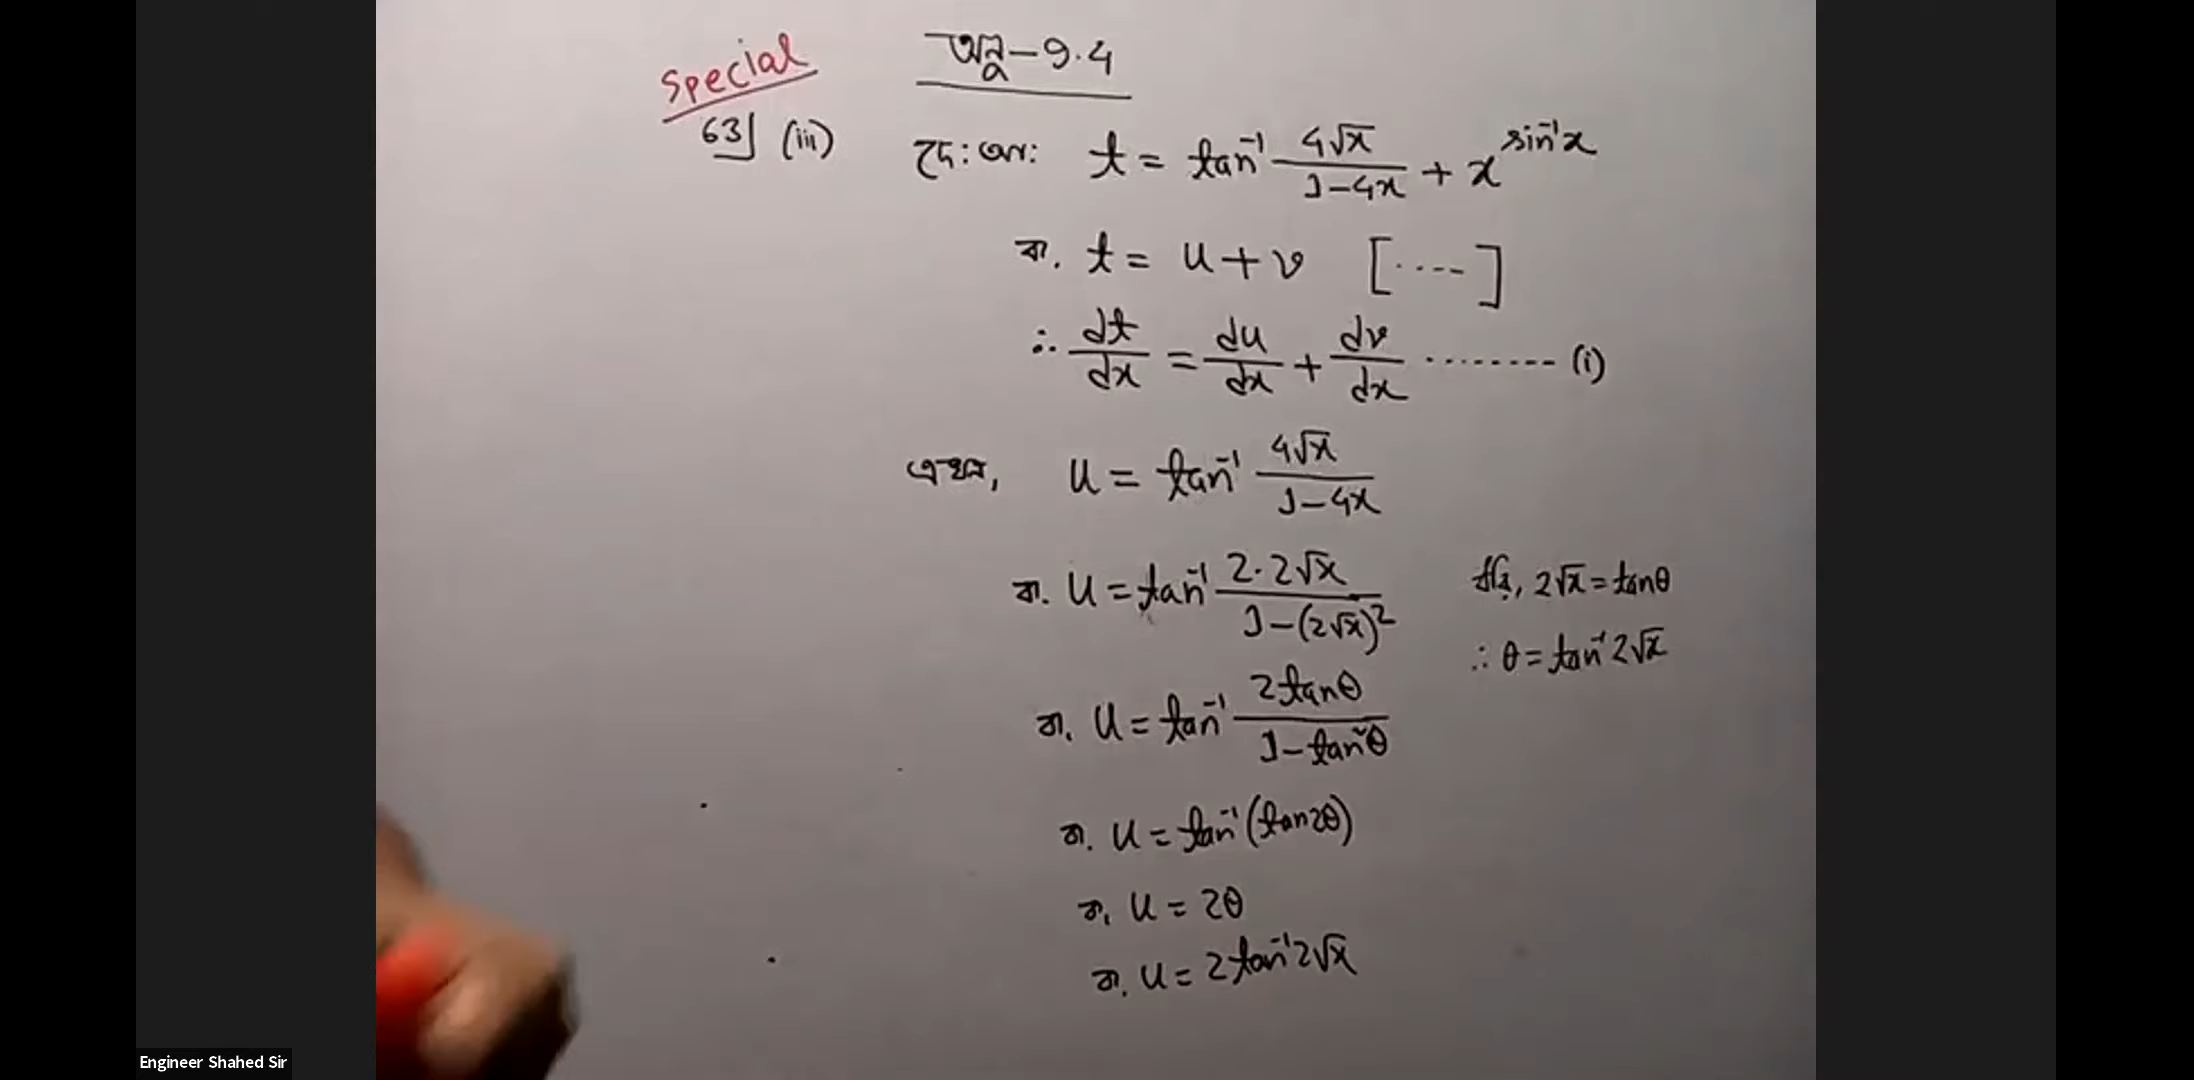 Special
অনু-9.4
63] (iii) দে: আ: t = tan⁻¹ 4√x / 1-4x + x^sin⁻¹x
বা. t = u + v [....]
∴ dt/dx = du/dx + dv/dx ........ (i)
এখন, u = tan⁻¹ 4√x / 1-4x
বা. u = tan⁻¹ 2·2√x / 1-(2√x)² ধরি, 2√x = tanθ
∴ θ = tan⁻¹ 2√x
বা. u = tan⁻¹ 2tanθ / 1-tan²θ
বা. u = tan⁻¹(tan2θ)
বা. u = 2θ
বা. u = 2tan⁻¹2√x
Engineer Shahed Sir